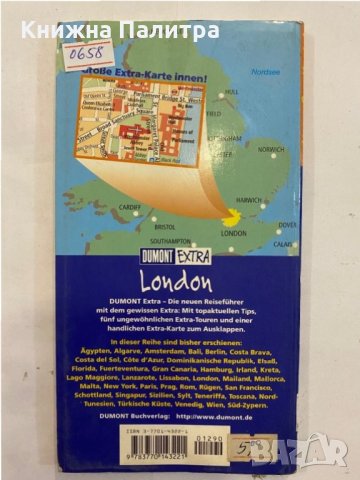 Книжна Палитра
0658
Große Extra-Karte innen!
Nordsee
HULL
NORWICH
HARWICH
CARDIFF
BRISTOL
LONDON
DOVER
SOUTHAMPTON
CALAIS
DUMONT EXTRA
London
DUMONT Extra – Die neuen Reiseführer
mit dem gewissen Extra: Mit topaktuellen Tips,
fünf ungewöhnlichen Extra-Touren und einer
handlichen Extra-Karte zum Ausklappen.
In dieser Reihe sind bisher erschienen:
Ägypten, Algarve, Amsterdam, Bali, Berlin, Costa Brava,
Costa del Sol, Côte d'Azur, Dominikanische Republik, Elsaß,
Florida, Fuerteventura, Gran Canaria, Hamburg, Irland, Kreta,
Lago Maggiore, Lanzarote, Lissabon, London, Mailand, Mallorca,
Malta, New York, Paris, Prag, Rom, Rügen, San Francisco,
Schottland, Singapur, Sizilien, Sylt, Teneriffa, Toscana, Nord-
Tunesien, Türkische Küste, Venedig, Wien, Süd-Zypern.
DUMONT Buchverlag: http://www.dumont.de
01290
9 783770 143221
bazar